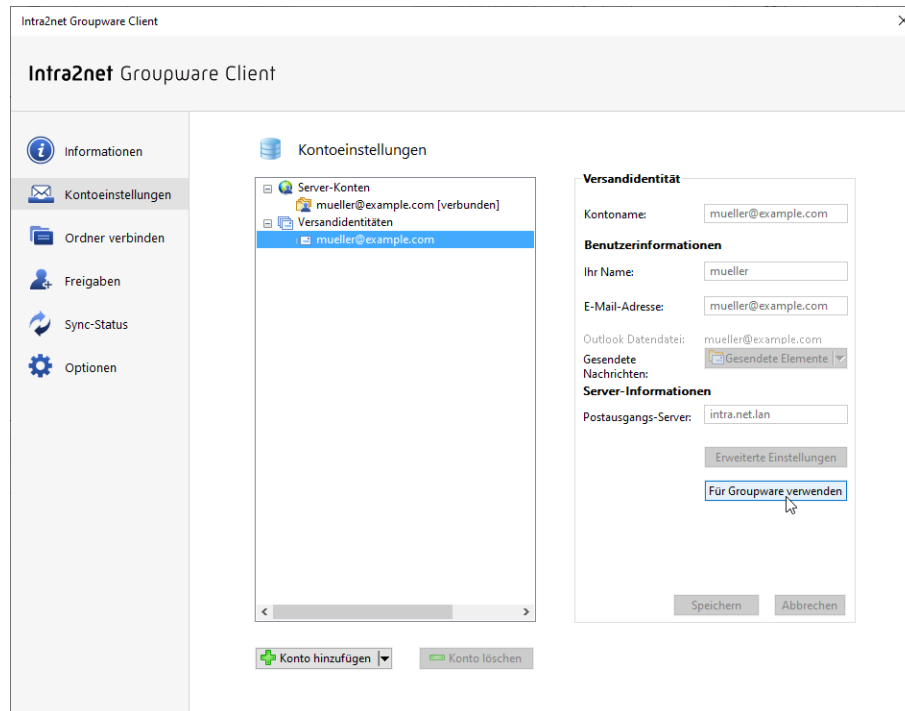 Intra2net Groupware Client
Intra2net Groupware Client
Informationen
Kontoeinstellungen
Ordner verbinden
Freigaben
Sync-Status
Optionen
Kontoeinstellungen
Server-Konten
mueller@example.com [verbunden]
Versandidentitäten
mueller@example.com
Konto hinzufügen
Konto löschen
Versandidentität
Kontoname: mueller@example.com
Benutzerinformationen
Ihr Name: mueller
E-Mail-Adresse: mueller@example.com
Outlook Datendatei: mueller@example.com
Gesendete Nachrichten: Gesendete Elemente
Server-Informationen
Postausgangs-Server: intra.net.lan
Erweiterte Einstellungen
Für Groupware verwenden
Speichern Abbrechen